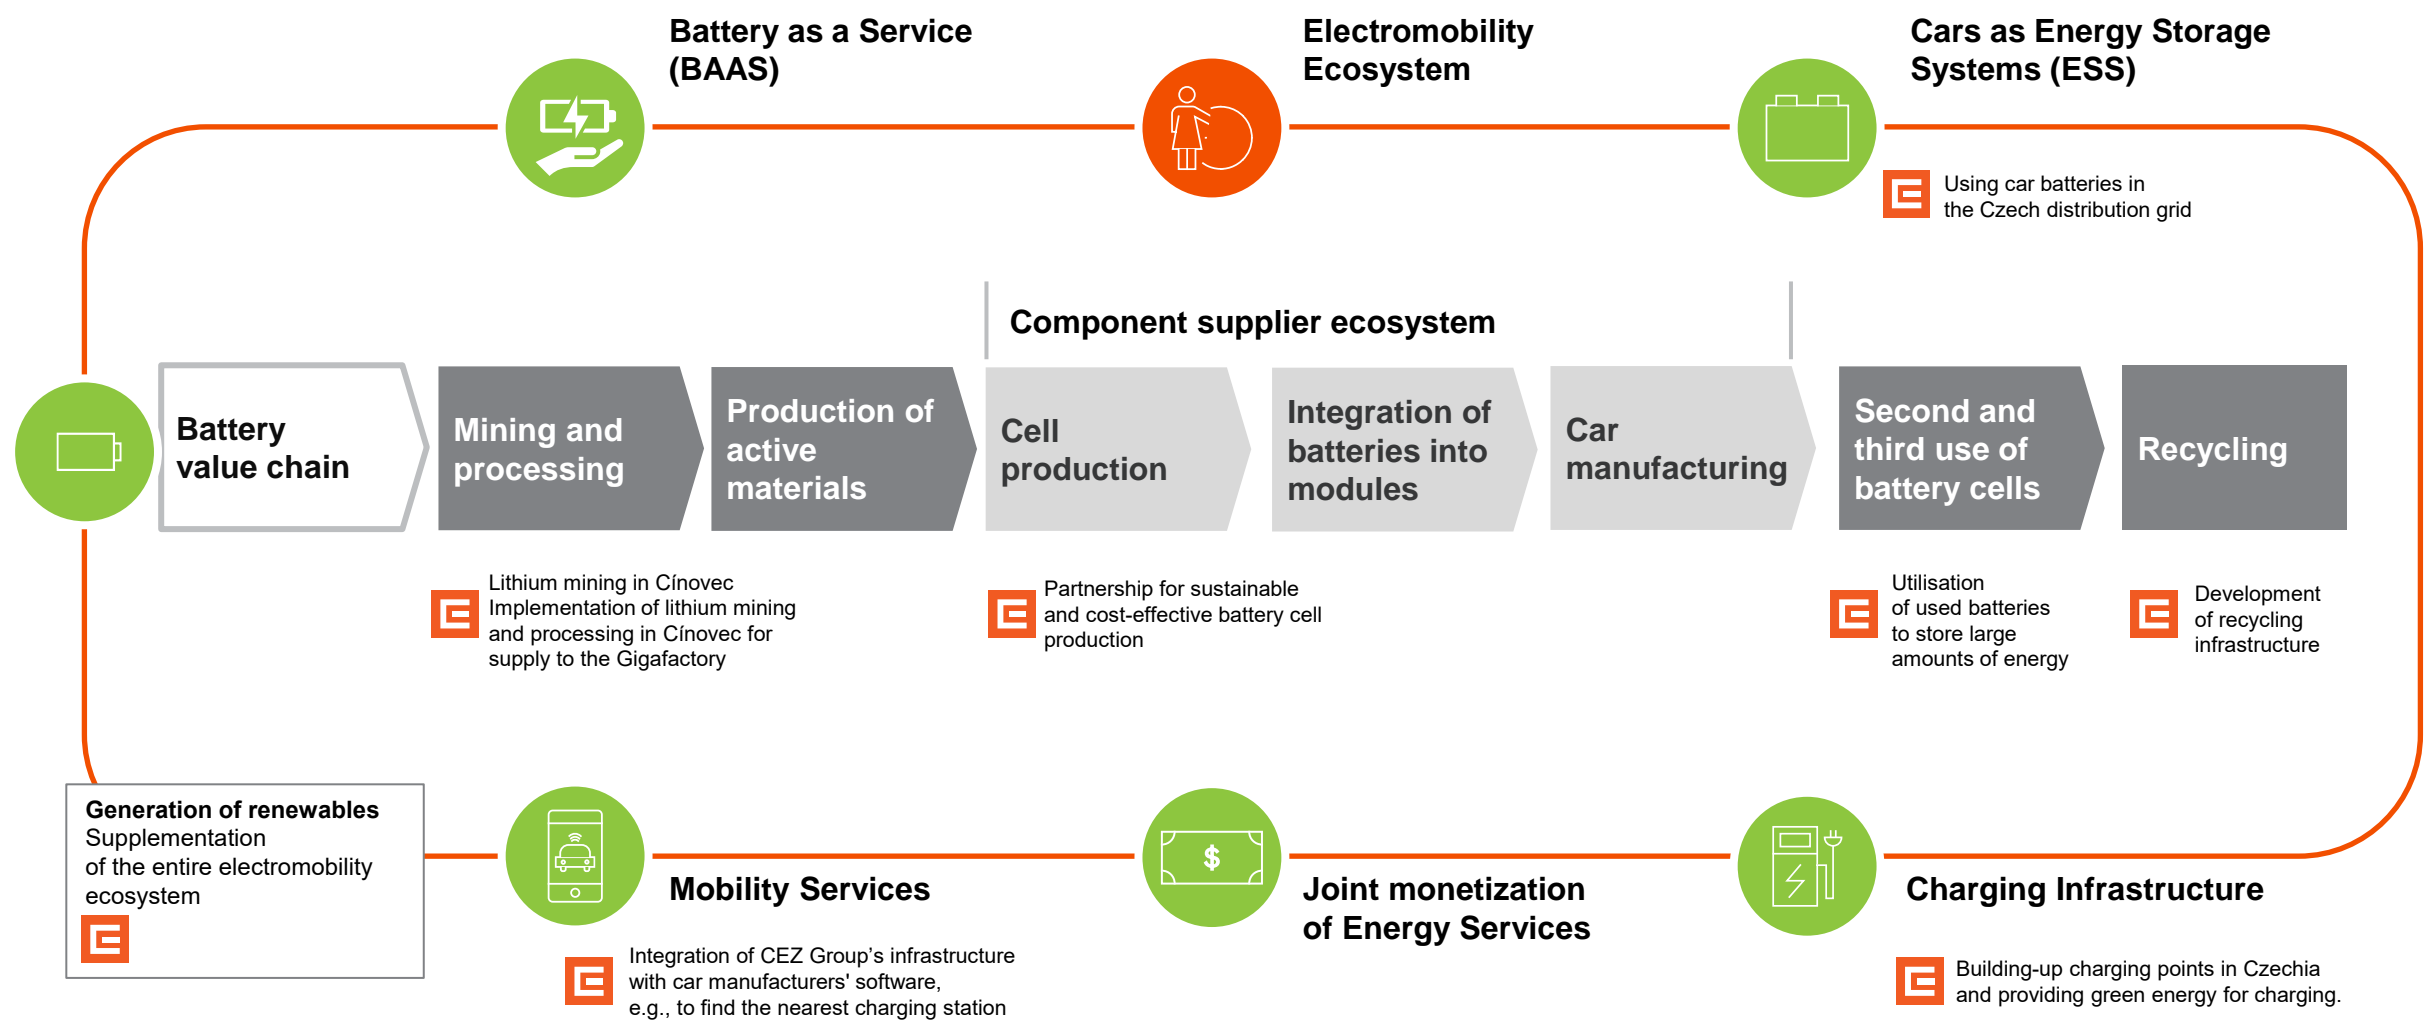 Battery as a Service
(BAAS)
Electromobility
Ecosystem
Cars as Energy Storage
Systems (ESS)
Using car batteries in
the Czech distribution grid
Component supplier ecosystem
Battery
value chain
Mining and
processing
Production of
active
materials
Cell
production
Integration of
batteries into
modules
Car
manufacturing
Second and
third use of
battery cells
Recycling
Lithium mining in Cínovec
Implementation of lithium mining
and processing in Cínovec for
supply to the Gigafactory
Partnership for sustainable
and cost-effective battery cell
production
Utilisation
of used batteries
to store large
amounts of energy
Development
of recycling
infrastructure
Generation of renewables
Supplementation
of the entire electromobility
ecosystem
Mobility Services
Integration of CEZ Group’s infrastructure
with car manufacturers' software,
e.g., to find the nearest charging station
$
Joint monetization
of Energy Services
Charging Infrastructure
Building-up charging points in Czechia
and providing green energy for charging.